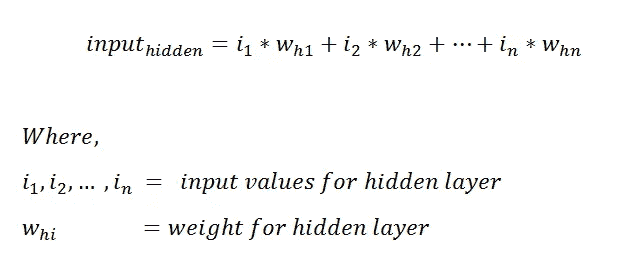 input_hidden = i_1 * w_h1 + i_2 * w_h2 + ⋯ + i_n * w_hn
Where,
i_1, i_2, … , i_n = input values for hidden layer
w_hi = weight for hidden layer